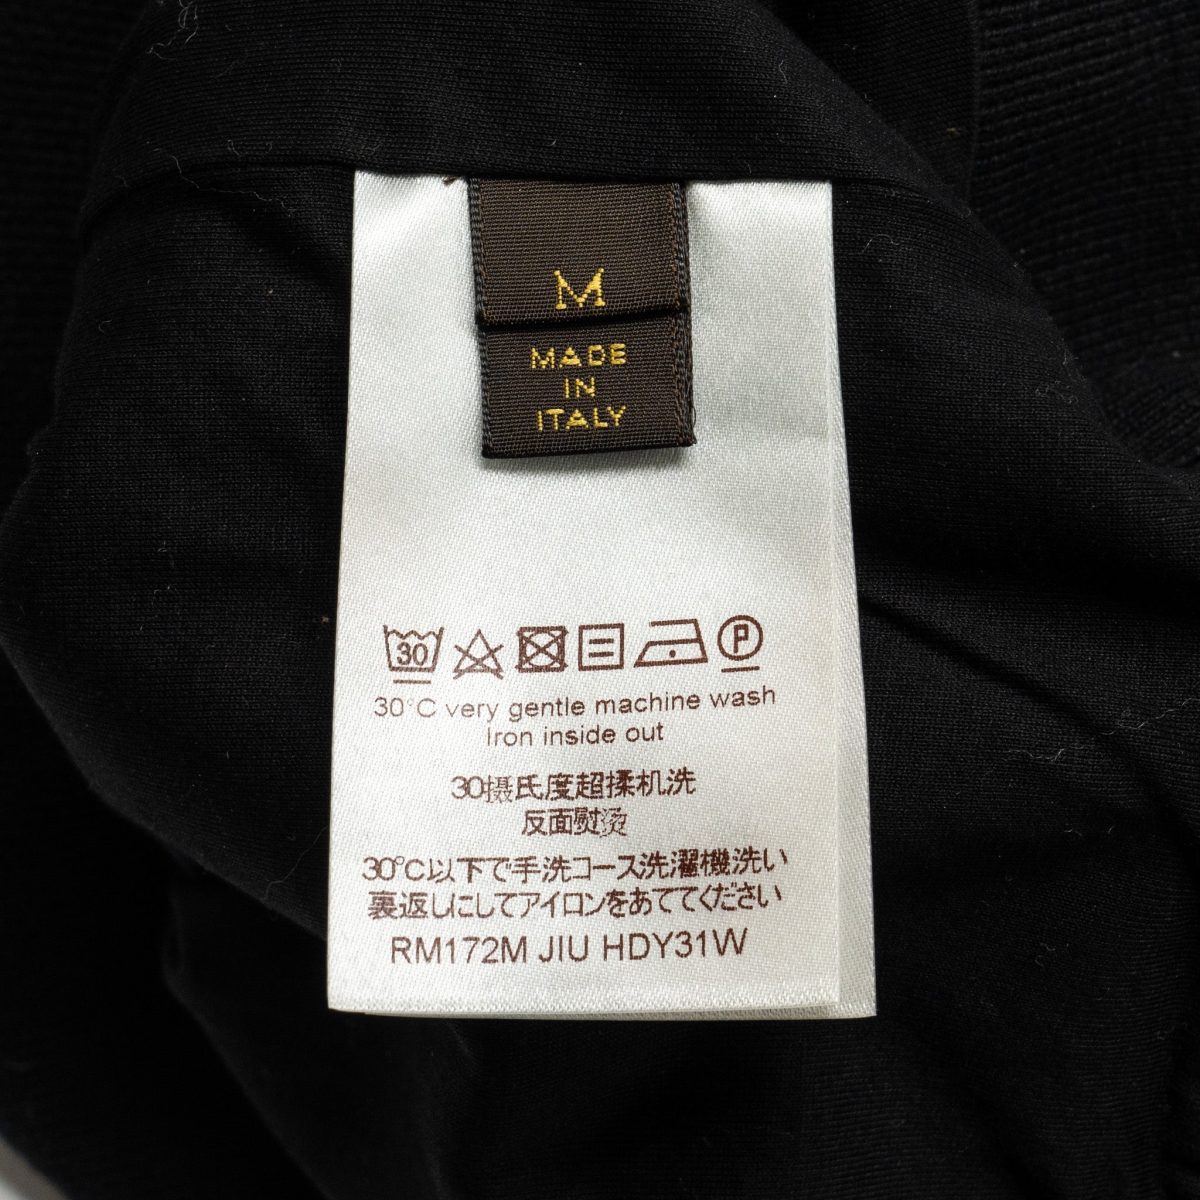 M
MADE
IN
ITALY
30 P
30°C very gentle machine wash
Iron inside out
30摄氏度超揉机洗
反面熨烫
30℃以下で手洗コース洗濯機洗い
裏返しにしてアイロンをあててください
RM172M JIU HDY31W